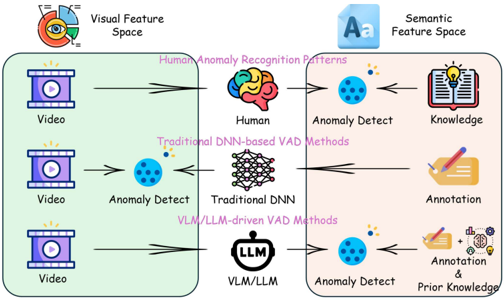 Visual Feature
Space
Aa
Semantic
Feature Space
Human Anomaly Recognition Patterns
Video
Human
Anomaly Detect
Knowledge
Traditional DNN-based VAD Methods
Video
Anomaly Detect
Traditional DNN
Annotation
VLM/LLM-driven VAD Methods
LLM
+
Video
VLM/LLM
Anomaly Detect
Annotation
&
Prior Knowledge